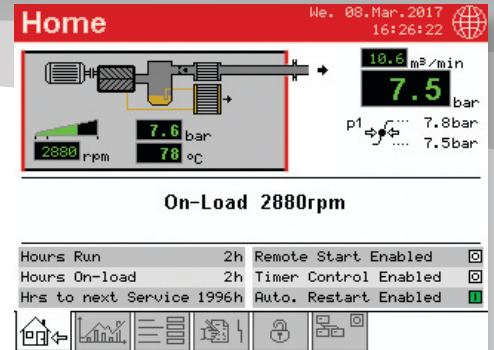 Home
We. 08.Mar.2017
16:26:22
10.6 m³/min
7.5 bar
p1 7.8bar
7.5bar
7.6 bar
2880 rpm 78 °C
On-Load 2880rpm
Hours Run 2h Remote Start Enabled
Hours On-load 2h Timer Control Enabled
Hrs to next Service 1996h Auto. Restart Enabled